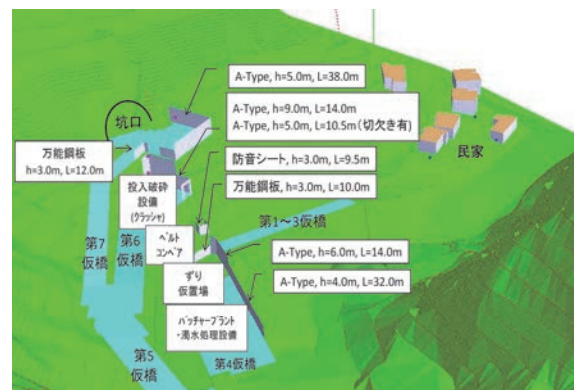 A-Type, h=5.0m, L=38.0m
A-Type, h=9.0m, L=14.0m
A-Type, h=5.0m, L=10.5m(切欠き有)
坑口
万能鋼板
h=3.0m, L=12.0m
防音シート, h=3.0m, L=9.5m
民家
万能鋼板, h=3.0m, L=10.0m
投入破砕
設備
(クラッシャ)
第1~3仮橋
第7
仮橋
第6
仮橋
ベルト
コンベア
A-Type, h=6.0m, L=14.0m
ずり
仮置場
A-Type, h=4.0m, L=32.0m
バッチャープラント
・濁水処理設備
第5
仮橋
第4仮橋